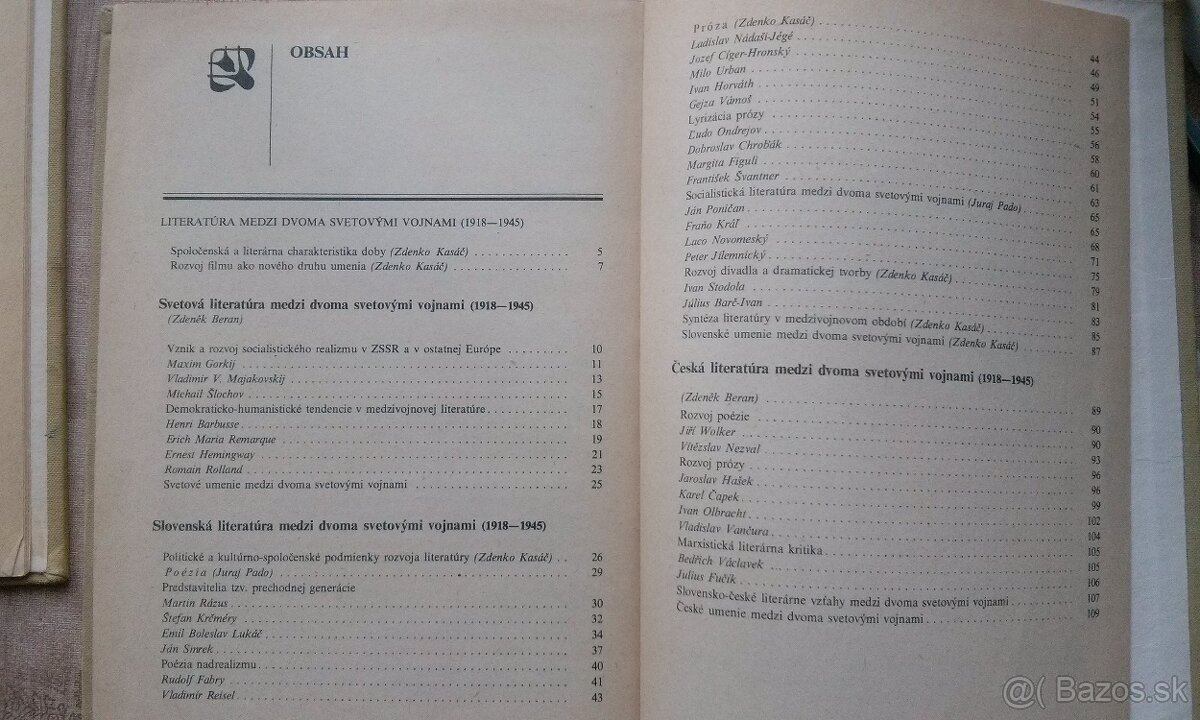 OBSAH
LITERATÚRA MEDZI DVOMA SVETOVÝMI VOJNAMI (1918—1945)
Spoločenská a literárna charakteristika doby (Zdenko Kasáč) 5
Rozvoj filmu ako nového druhu umenia (Zdenko Kasáč) 7
Svetová literatúra medzi dvoma svetovými vojnami (1918—1945)
(Zdeněk Beran)
Vznik a rozvoj socialistického realizmu v ZSSR a v ostatnej Európe 10
Maxim Gorkij 11
Vladimir V. Majakovskij 13
Michail Šlochov 15
Demokraticko-humanistické tendencie v medzivojnovej literatúre 17
Henri Barbusse 18
Erich Maria Remarque 19
Ernest Hemingway 21
Romain Rolland 23
Svetové umenie medzi dvoma svetovými vojnami 25
Slovenská literatúra medzi dvoma svetovými vojnami (1918—1945)
Politické a kultúrno-spoločenské podmienky rozvoja literatúry (Zdenko Kasáč) 26
Poézia (Juraj Pado) 29
Predstavitelia tzv. prechodnej generácie
Martin Rázus 30
Štefan Krčméry 32
Emil Boleslav Lukáč 34
Ján Smrek 37
Poézia nadrealizmu 40
Rudolf Fabry 41
Vladimír Reisel 43
Próza (Zdenko Kasáč) 44
Ladislav Nádaši-Jégé 46
Jozef Cíger-Hronský 49
Milo Urban 51
Ivan Horváth 54
Gejza Vámoš 55
Lyrizácia prózy 56
Ľudo Ondrejov 58
Dobroslav Chrobák 60
Margita Figuli 61
František Švantner 63
Socialistická literatúra medzi dvoma svetovými vojnami (Juraj Pado) 65
Ján Poničan 65
Fraňo Kráľ 68
Laco Novomeský 71
Peter Jilemnický 75
Rozvoj divadla a dramatickej tvorby (Zdenko Kasáč) 79
Ivan Stodola 81
Július Barč-Ivan 83
Syntéza literatúry v medzivojnovom období (Zdenko Kasáč) 85
Slovenské umenie medzi dvoma svetovými vojnami (Zdenko Kasáč) 87
Česká literatúra medzi dvoma svetovými vojnami (1918—1945)
(Zdeněk Beran) 89
Rozvoj poézie 90
Jiří Wolker 90
Vítězslav Nezval 93
Rozvoj prózy 96
Jaroslav Hašek 96
Karel Čapek 99
Ivan Olbracht 102
Vladislav Vančura 104
Marxistická literárna kritika 105
Bedřich Václavek 105
Julius Fučík 106
Slovensko-české literárne vzťahy medzi dvoma svetovými vojnami 107
České umenie medzi dvoma svetovými vojnami 109
@( Bazos.sk